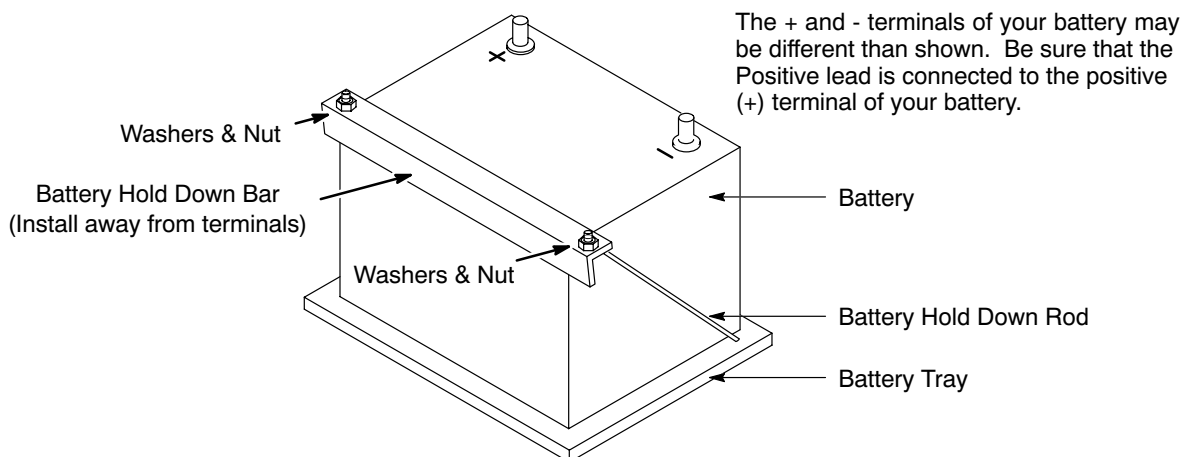 The + and - terminals of your battery may
be different than shown. Be sure that the
Positive lead is connected to the positive
(+) terminal of your battery.
+
Washers & Nut
-
Battery Hold Down Bar
(Install away from terminals)
Battery
Washers & Nut
Battery Hold Down Rod
Battery Tray